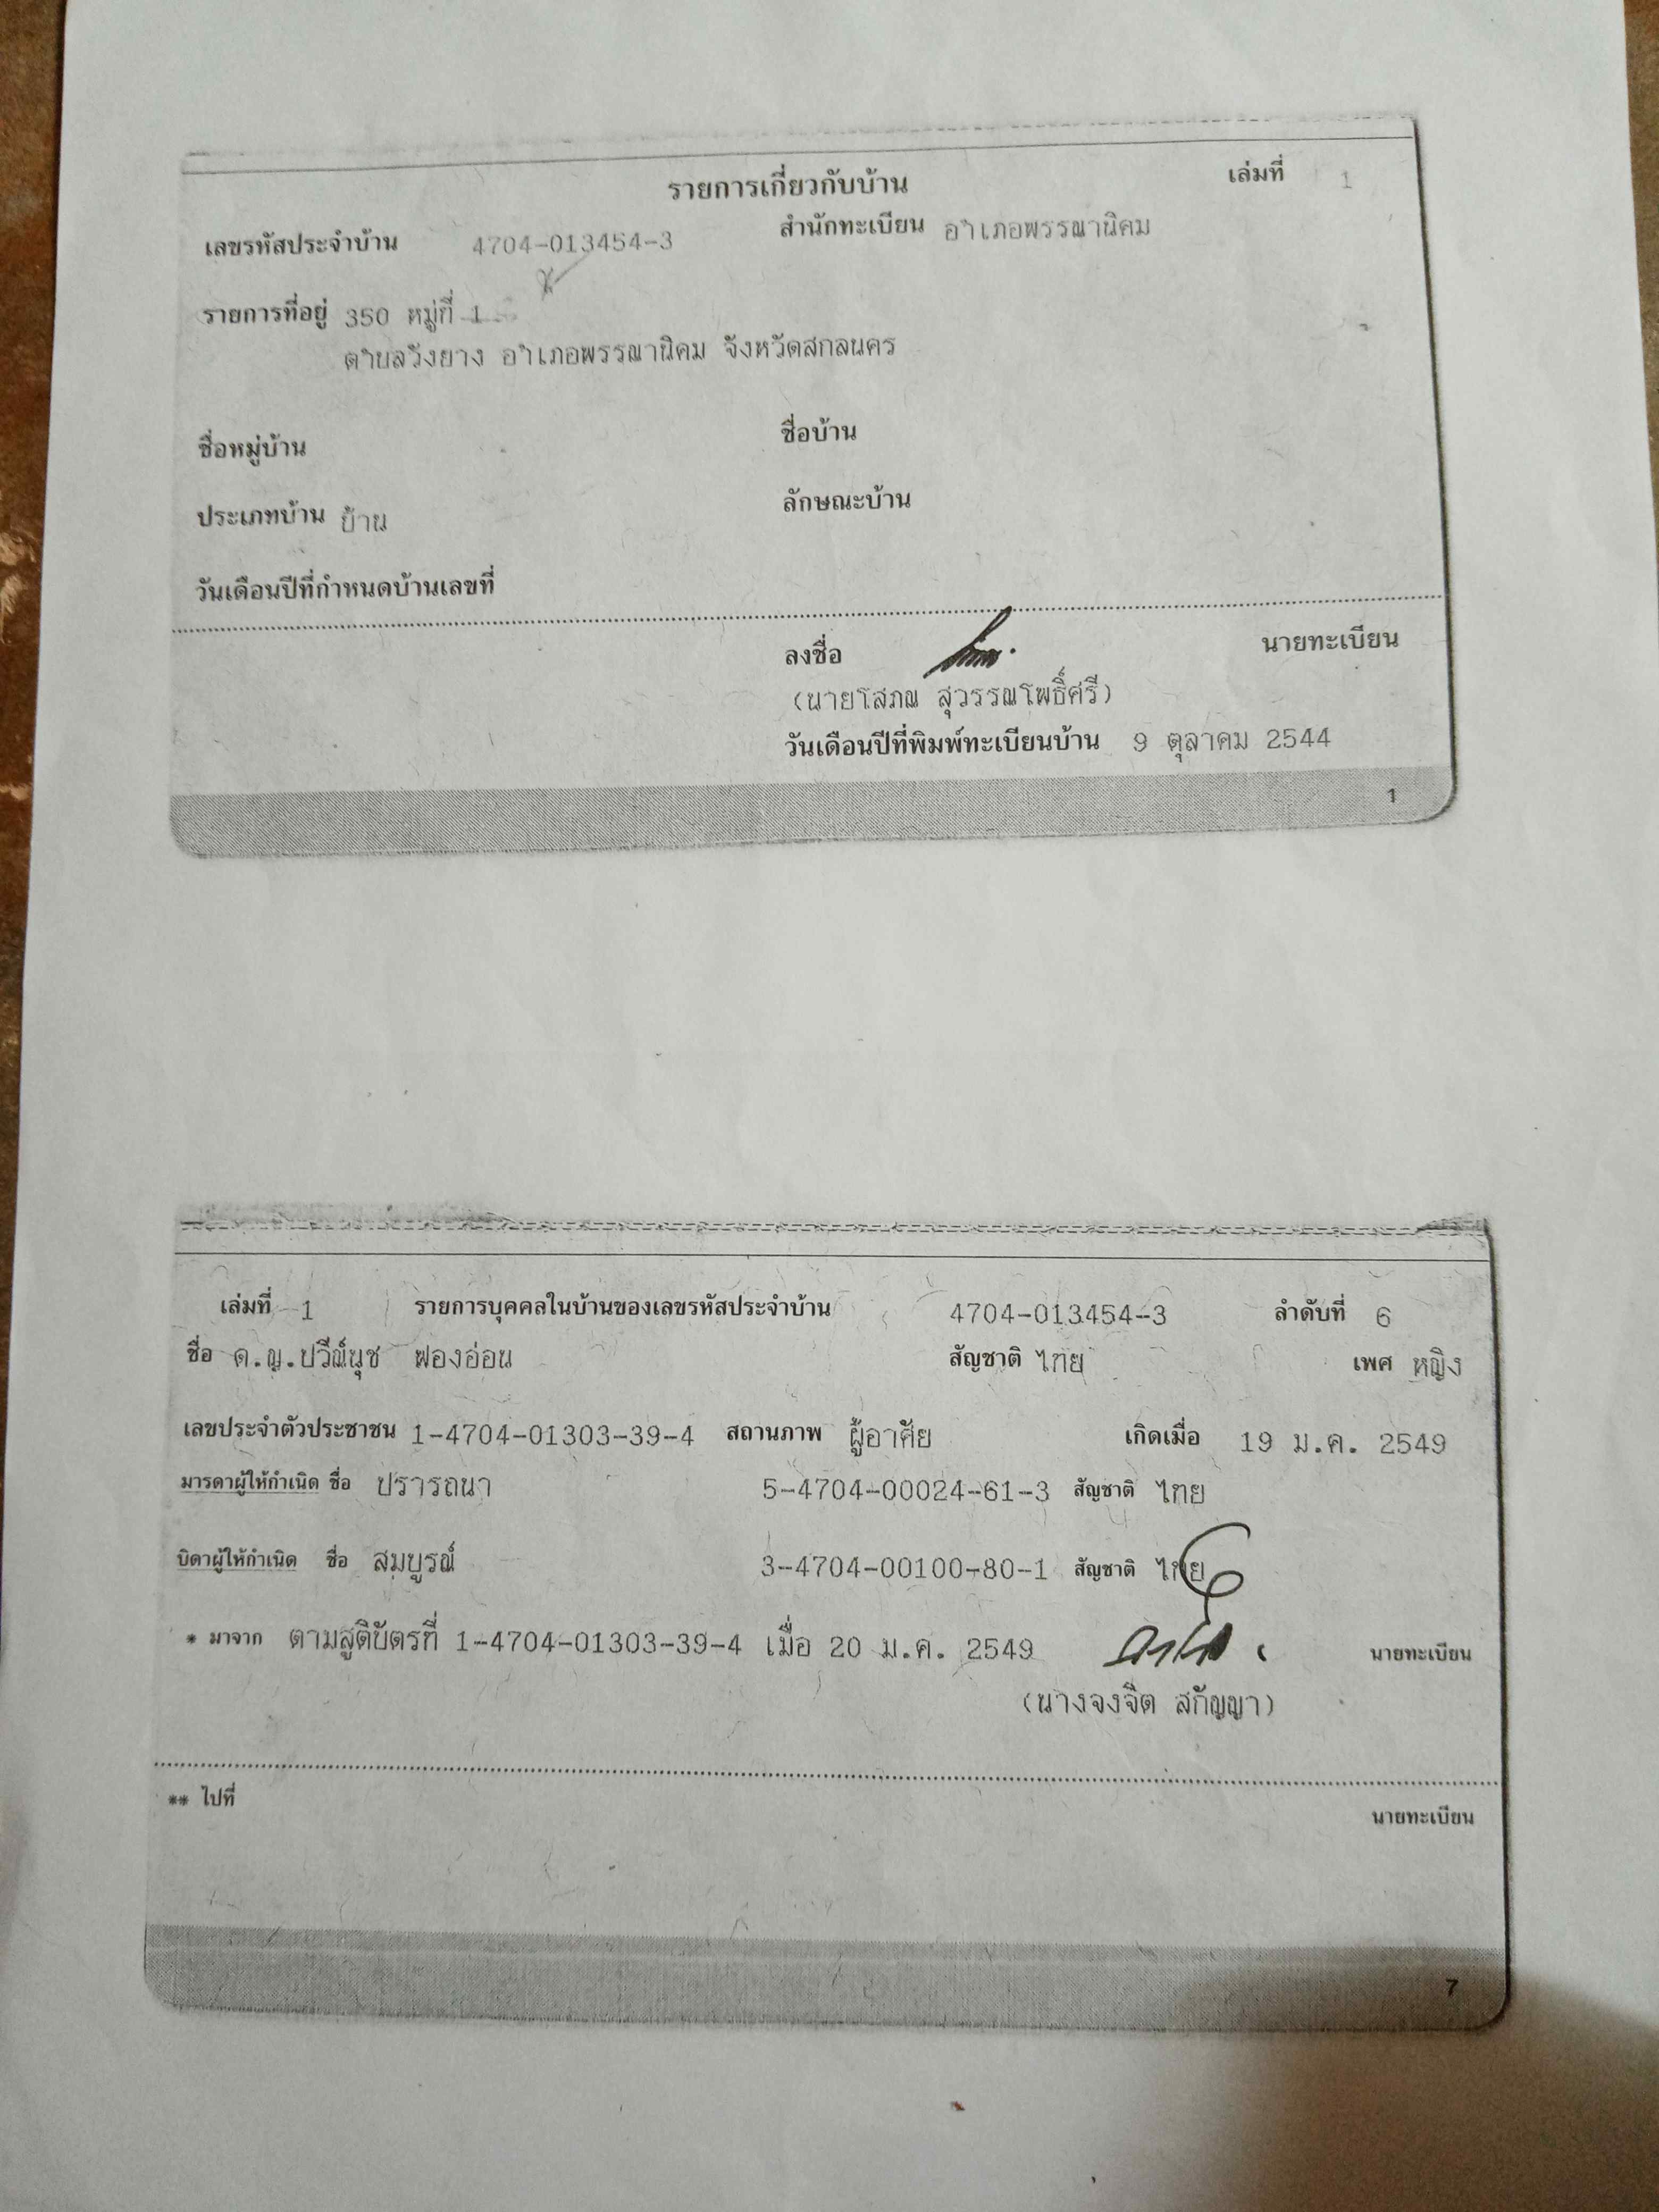 รายการเกี่ยวกับบ้าน เล่มที่ 1
เลขรหัสประจำบ้าน 4704-013454-3 สำนักทะเบียน อำเภอพรรณานิคม
รายการที่อยู่ 350 หมู่ที่ 1
ตำบลวังยาง อำเภอพรรณานิคม จังหวัดสกลนคร
ชื่อหมู่บ้าน ชื่อบ้าน
ประเภทบ้าน บ้าน ลักษณะบ้าน
วันเดือนปีที่กำหนดบ้านเลขที่
ลงชื่อ นายทะเบียน
(นายโสภณ สุวรรณโพธิ์ศรี)
วันเดือนปีที่พิมพ์ทะเบียนบ้าน 9 ตุลาคม 2544
1
เล่มที่ 1 รายการบุคคลในบ้านของเลขรหัสประจำบ้าน 4704-013454-3 ลำดับที่ 6
ชื่อ ด.ญ.ปวีณ์นุช ฟองอ่อน สัญชาติ ไทย เพศ หญิง
เลขประจำตัวประชาชน 1-4704-01303-39-4 สถานภาพ ผู้อาศัย เกิดเมื่อ 19 ม.ค. 2549
มารดาผู้ให้กำเนิด ชื่อ ปรารถนา 5-4704-00024-61-3 สัญชาติ ไทย
บิดาผู้ให้กำเนิด ชื่อ สมบูรณ์ 3-4704-00100-80-1 สัญชาติ ไทย
* มาจาก ตามสูติบัตรที่ 1-4704-01303-39-4 เมื่อ 20 ม.ค. 2549 นายทะเบียน
(นางจงจิต สกัญญา)
** ไปที่
นายทะเบียน
7